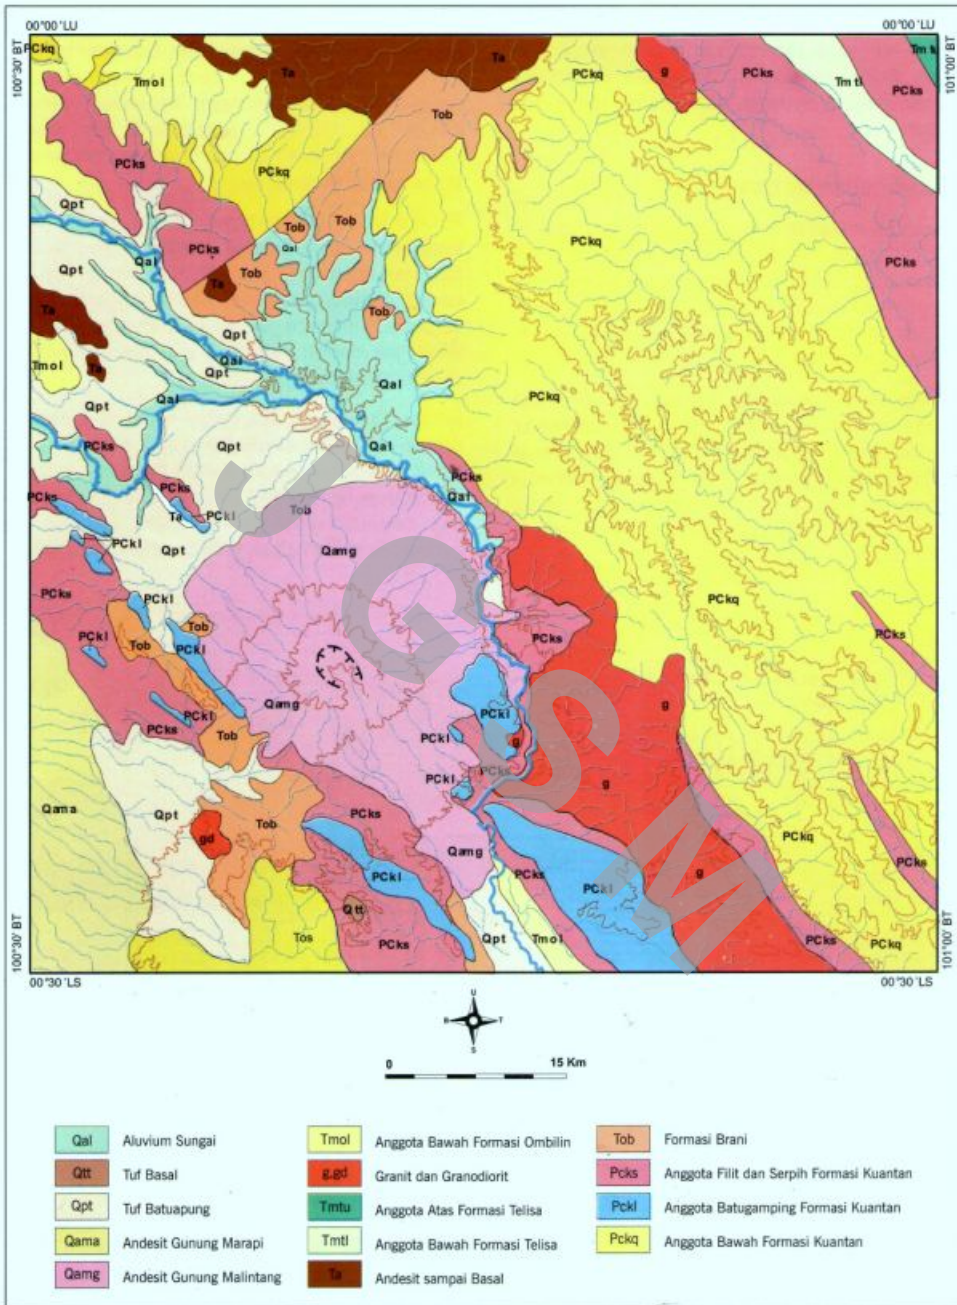 00°00 'LU
00°00 'LU
100°30' BT
101°00' BT
PCkq
Tmol
Ta
Ta
PCkq
g
PCks
Tm tl
PCks
Tob
PCks
PCkq
Qpt
Tob
Tob
PCks
Qal
PCkq
Qal
Qpt
Tob
PCks
Ta
Ta
Tob
Qpt
Qal
Tmol
Ta
Qpt
Qal
Qal
PCkq
Qpt
PCks
Qpt
Qal
PCks
PCks
PCks
Qal
Ta
PCkl
Tob
PCkl
Qpt
Qamg
PCks
PCkl
PCkq
Tob
PCkl
Tob
PCkl
PCks
PCks
PCkl
PCks
Tob
Qamg
PCkl
g
PCkl
g
PCkl
PCks
g
Qama
Qpt
Tob
PCks
gd
Qamg
PCkq
PCkl
PCks
PCkl
g
PCks
Qtt
Tos
PCks
Qpt
Tmol
PCks
PCkq
100°30' BT
101°00' BT
00°30 'LS
00°30 'LS
U
B
T
S
0
15 Km
Qal Aluvium Sungai
Qtt Tuf Basal
Qpt Tuf Batuapung
Qama Andesit Gunung Marapi
Qamg Andesit Gunung Malintang
Tmol Anggota Bawah Formasi Ombilin
g.gd Granit dan Granodiorit
Tmtu Anggota Atas Formasi Telisa
Tmtl Anggota Bawah Formasi Telisa
Ta Andesit sampai Basal
Tob Formasi Brani
Pcks Anggota Filit dan Serpih Formasi Kuantan
Pckl Anggota Batugamping Formasi Kuantan
Pckq Anggota Bawah Formasi Kuantan
JGSM